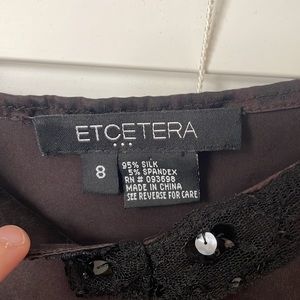 ETCETERA
8
95% SILK
5% SPANDEX
RN # 093698
MADE IN CHINA
SEE REVERSE FOR CARE